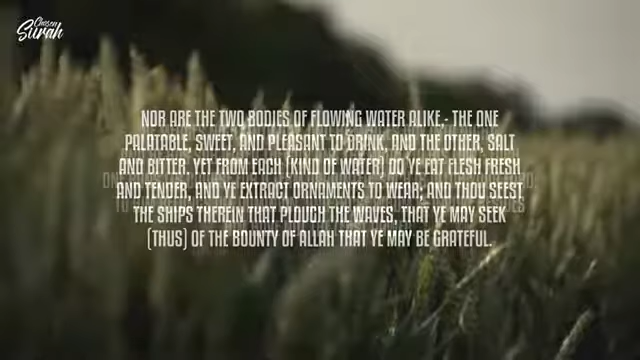 Chosen
Surah
NOR ARE THE TWO BODIES OF FLOWING WATER ALIKE,- THE ONE
PALATABLE, SWEET, AND PLEASANT TO DRINK, AND THE OTHER, SALT
AND BITTER. YET FROM EACH (KIND OF WATER) DO YE EAT FLESH FRESH
AND TENDER, AND YE EXTRACT ORNAMENTS TO WEAR; AND THOU SEEST
THE SHIPS THEREIN THAT PLOUGH THE WAVES, THAT YE MAY SEEK
(THUS) OF THE BOUNTY OF ALLAH THAT YE MAY BE GRATEFUL.